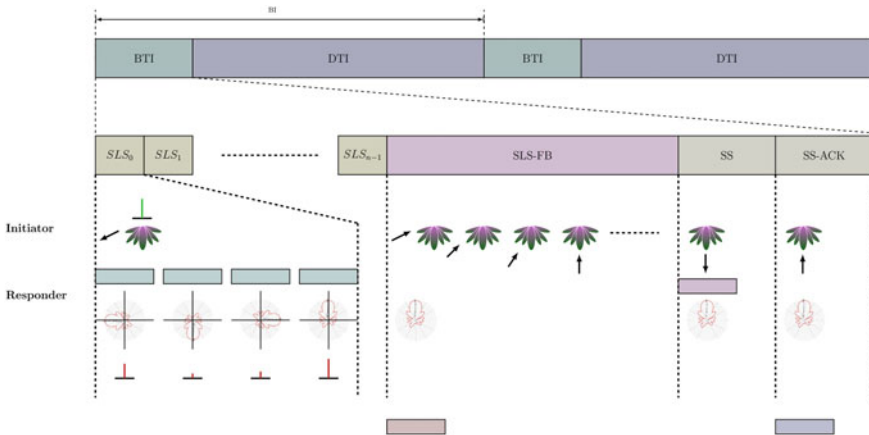 BI
BTI DTI BTI DTI
SLS₀ SLS₁ SLSₙ₋₁ SLS-FB SS SS-ACK
Initiator
Responder